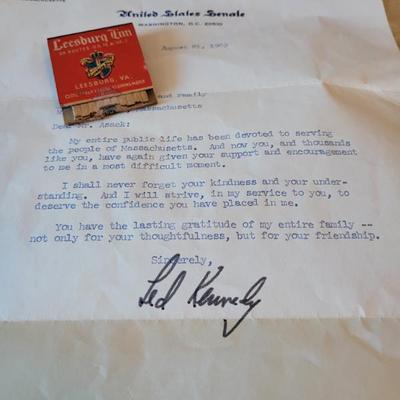 United States Senate
WASHINGTON, D.C. 20510
August
Leesburg Inn
LEESBURG, VA.
and Family
Massachusetts
Dear Mr. Assack:
My entire public life has been devoted to serving
the people of Massachusetts. And now you, and thousands
like you, have again given your support and encouragement
to me in a most difficult moment.
I shall never forget your kindness and your under-
standing. And I will strive, in my service to you, to
deserve the confidence you have placed in me.
You have the lasting gratitude of my entire family --
not only for your thoughtfulness, but for your friendship.
Sincerely,
Ted Kennedy